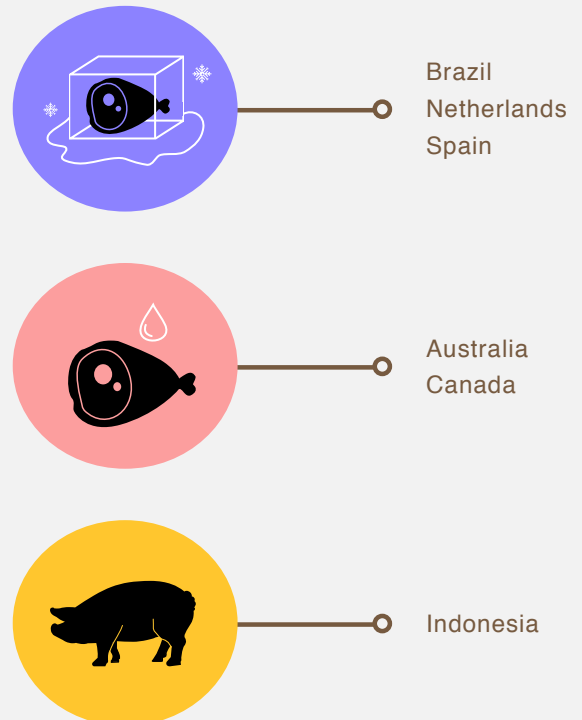 Brazil
Netherlands
Spain
Australia
Canada
Indonesia